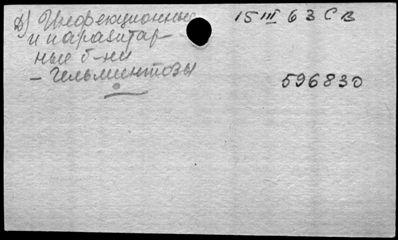 Д) Инфекционные
и паразитар-
ные б-ни
- Гельминтозы
15 III 63 СВ
596830